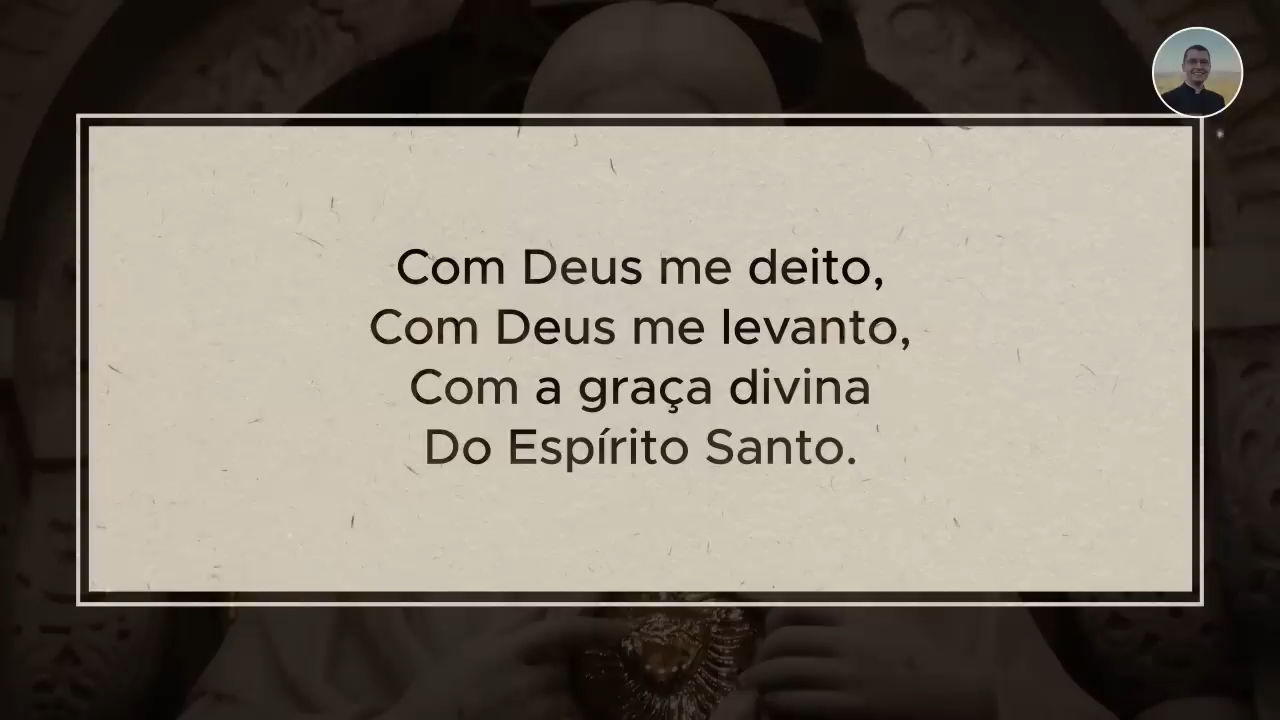 Com Deus me deito,
Com Deus me levanto,
Com a graça divina
Do Espírito Santo.